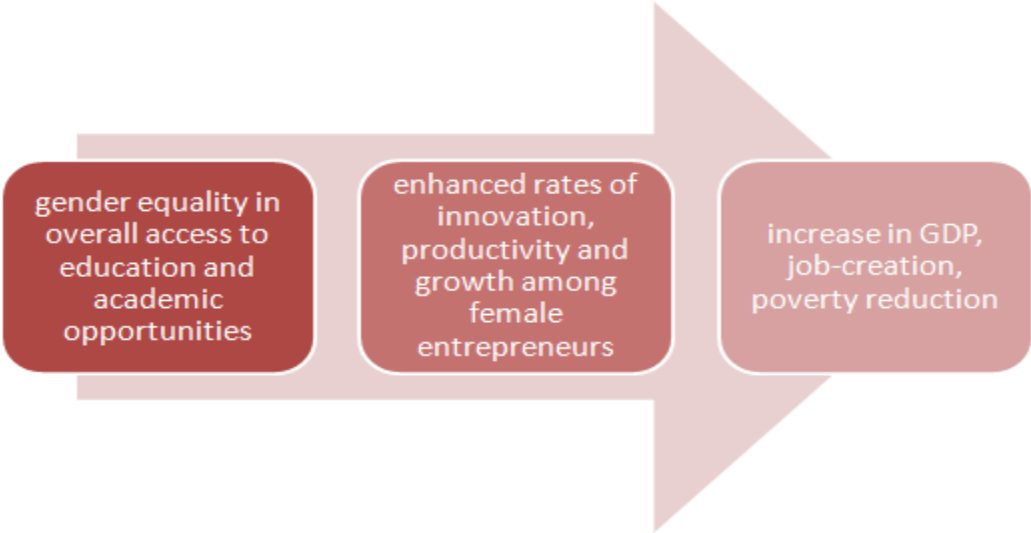 gender equality in
overall access to
education and
academic
opportunities
enhanced rates of
innovation,
productivity and
growth among
female
entrepreneurs
increase in GDP,
job-creation,
poverty reduction